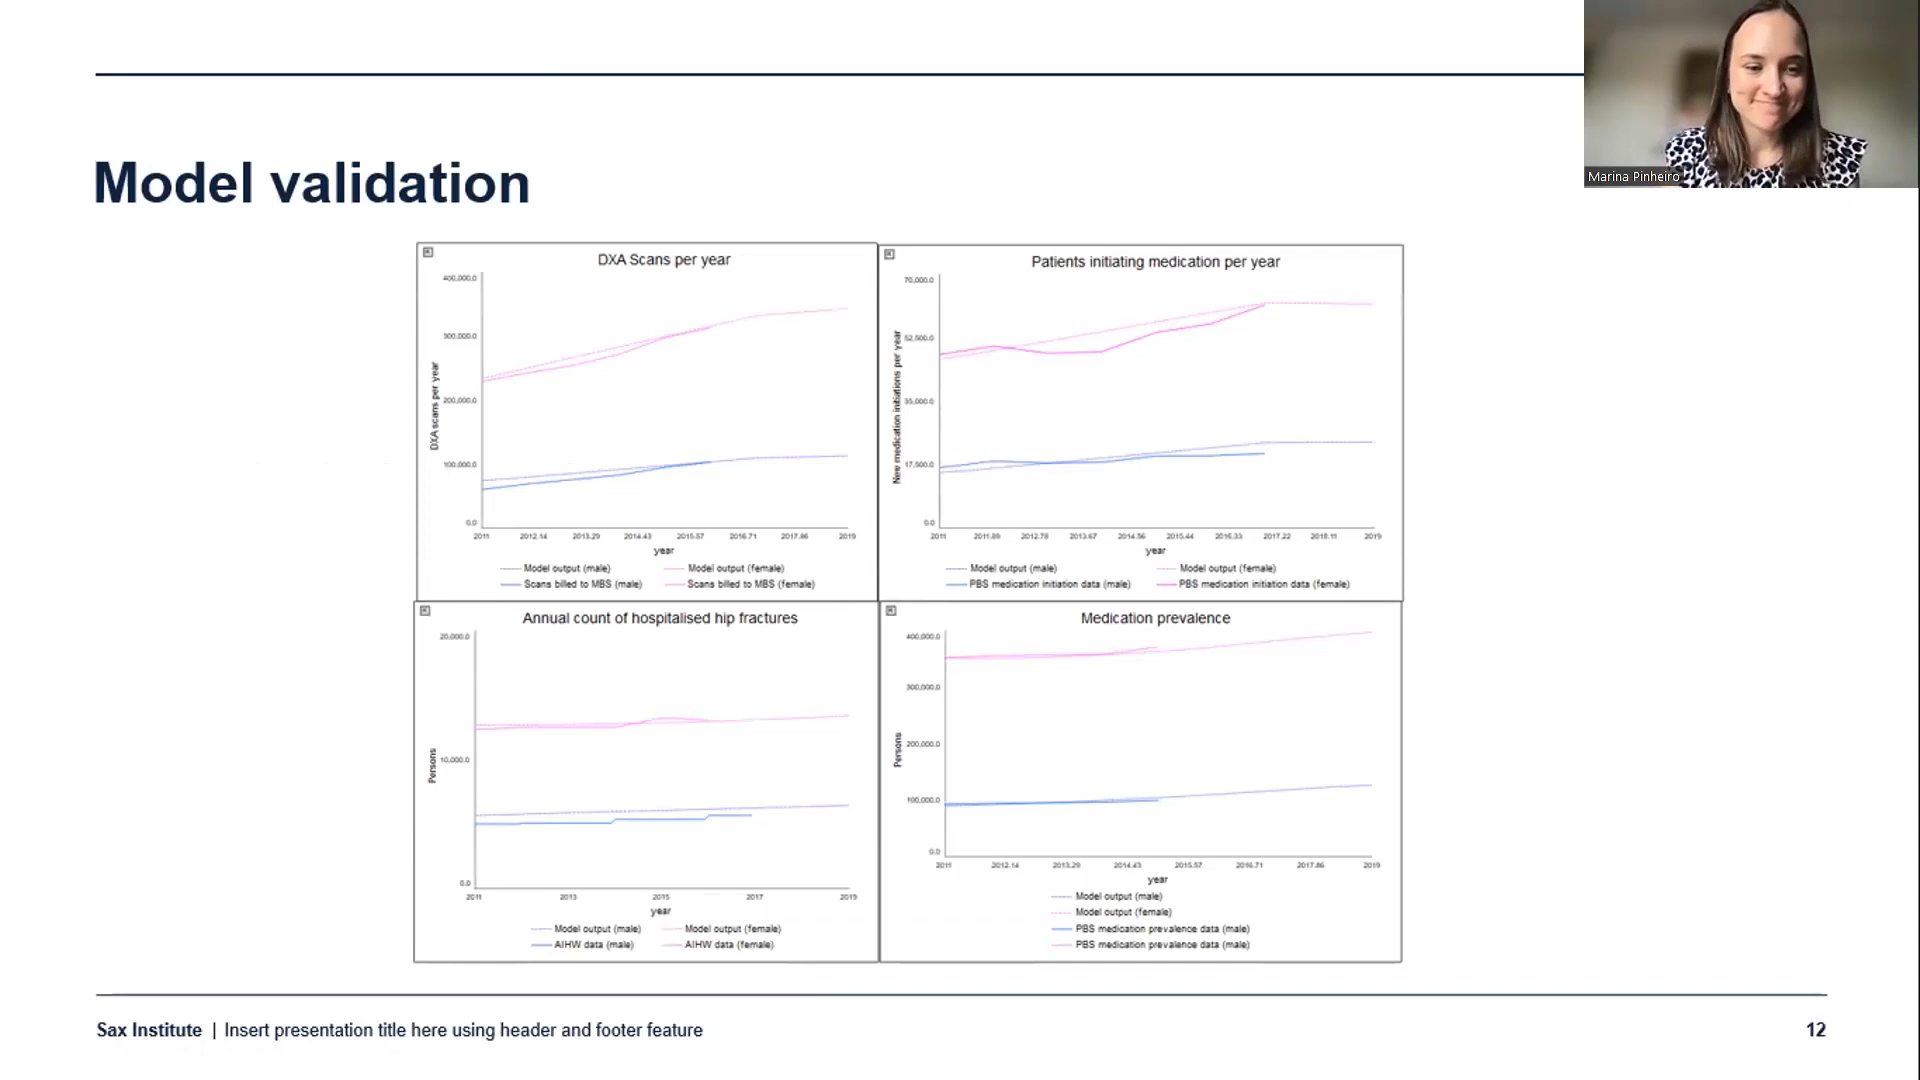 Marina Pinheiro
Model validation
DXA Scans per year
400,000.0
300,000.0
200,000.0
100,000.0
0.0
DXA scans per year
2011 2012.14 2013.29 2014.43 2015.57 2016.71 2017.86 2019
year
Model output (male) Model output (female)
Scans billed to MBS (male) Scans billed to MBS (female)
Patients initiating medication per year
70,000.0
52,500.0
35,000.0
17,500.0
0.0
New medication initiations per year
2011 2011.89 2012.78 2013.67 2014.56 2015.44 2016.33 2017.22 2018.11 2019
year
Model output (male) Model output (female)
PBS medication initiation data (male) PBS medication initiation data (female)
Annual count of hospitalised hip fractures
20,000.0
10,000.0
0.0
Persons
2011 2013 2015 2017 2019
year
Model output (male) Model output (female)
AIHW data (male) AIHW data (female)
Medication prevalence
400,000.0
300,000.0
200,000.0
100,000.0
0.0
Persons
2011 2012.14 2013.29 2014.43 2015.57 2016.71 2017.86 2019
year
Model output (male)
Model output (female)
PBS medication prevalence data (male)
PBS medication prevalence data (male)
Sax Institute | Insert presentation title here using header and footer feature
12